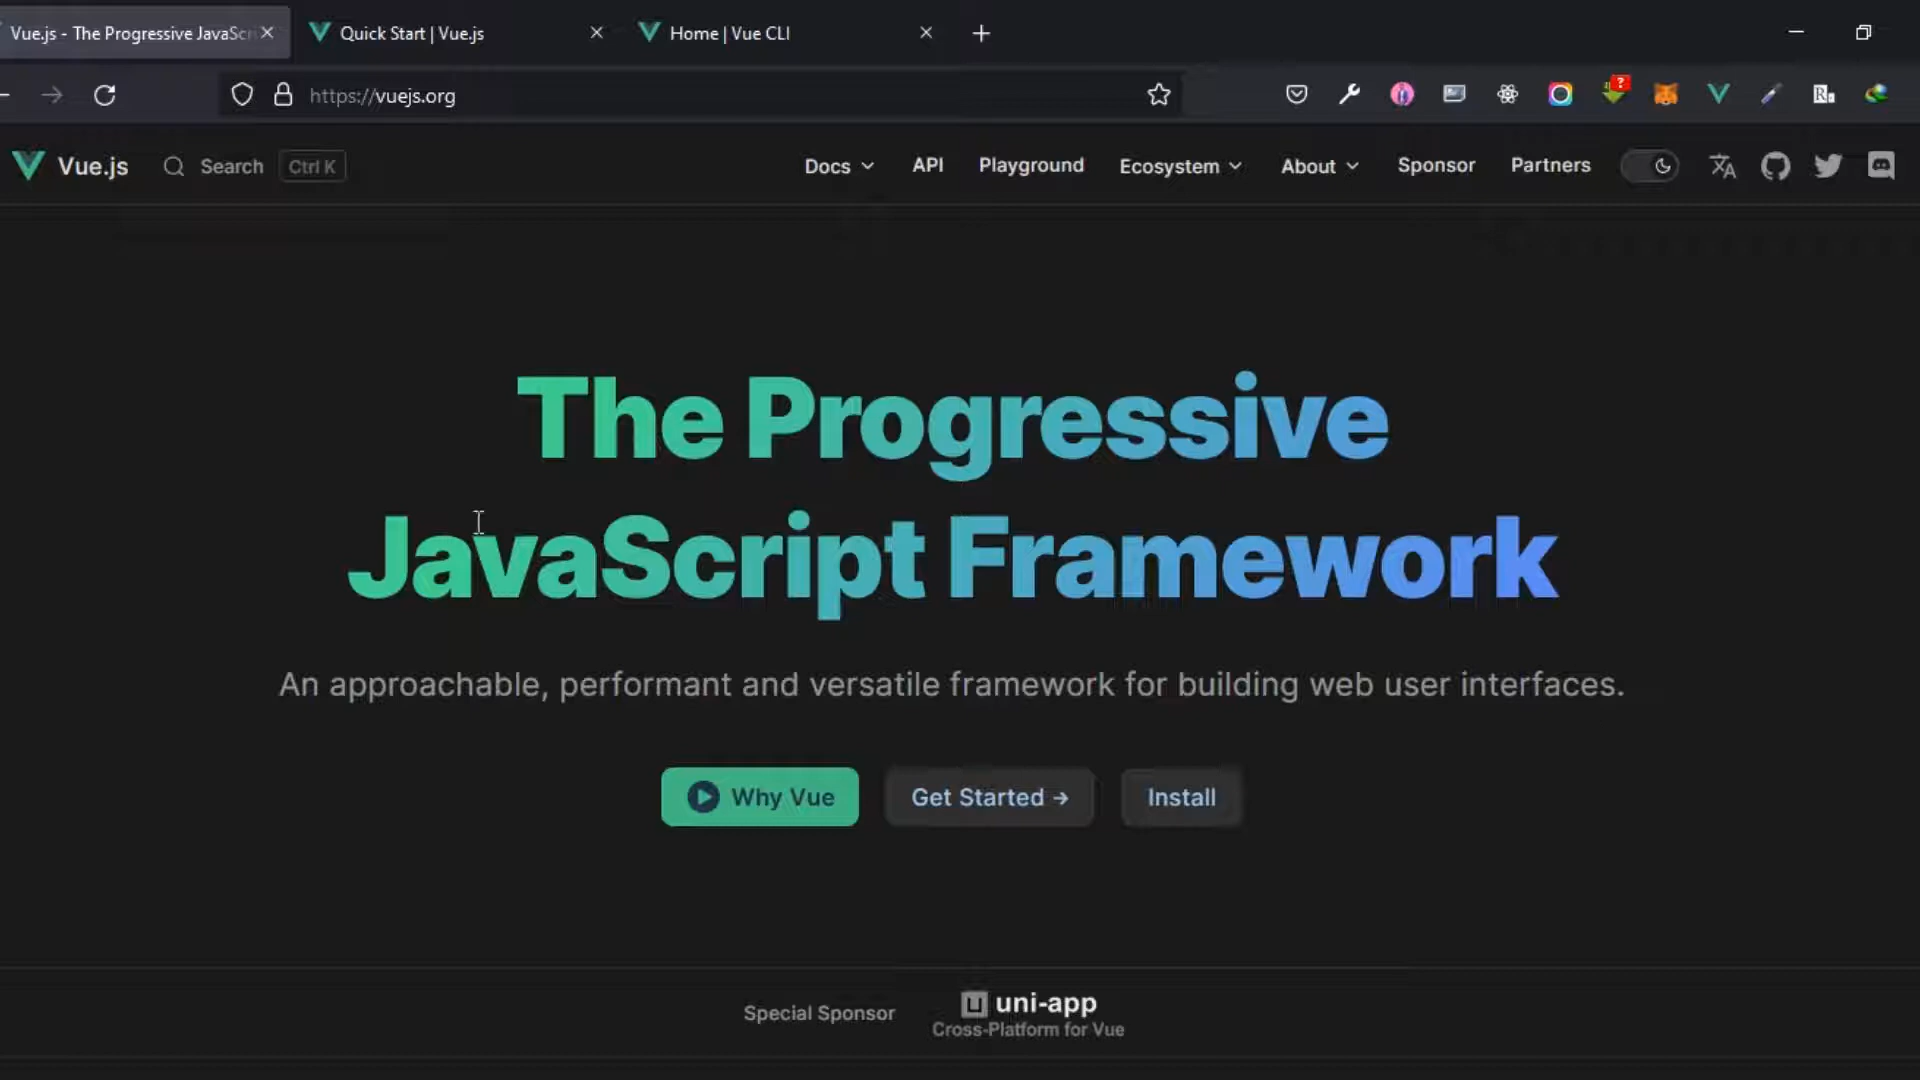 Vue.js - The Progressive JavaScri
Quick Start | Vue.js
Home | Vue CLI
https://vuejs.org
?
R
Vue.js
Search
Ctrl K
Docs
API
Playground
Ecosystem
About
Sponsor
Partners
The Progressive
JavaScript Framework
An approachable, performant and versatile framework for building web user interfaces.
Why Vue
Get Started →
Install
Special Sponsor
uni-app
Cross-Platform for Vue